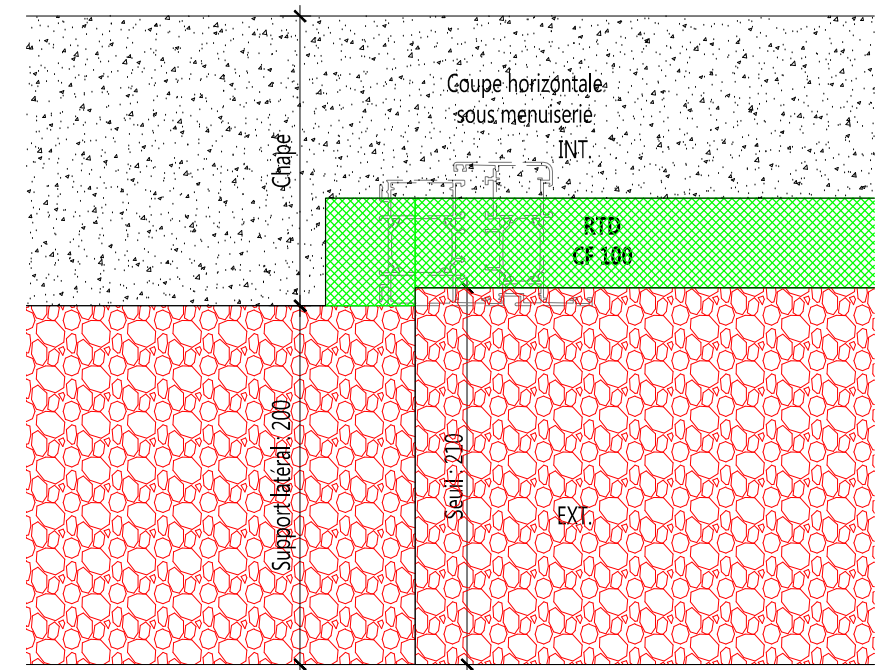 Coupe horizontale
sous menuiserie
INT
Chape
RTD
CF 100
Support latéral : 200
Seuil : 210
EXT.